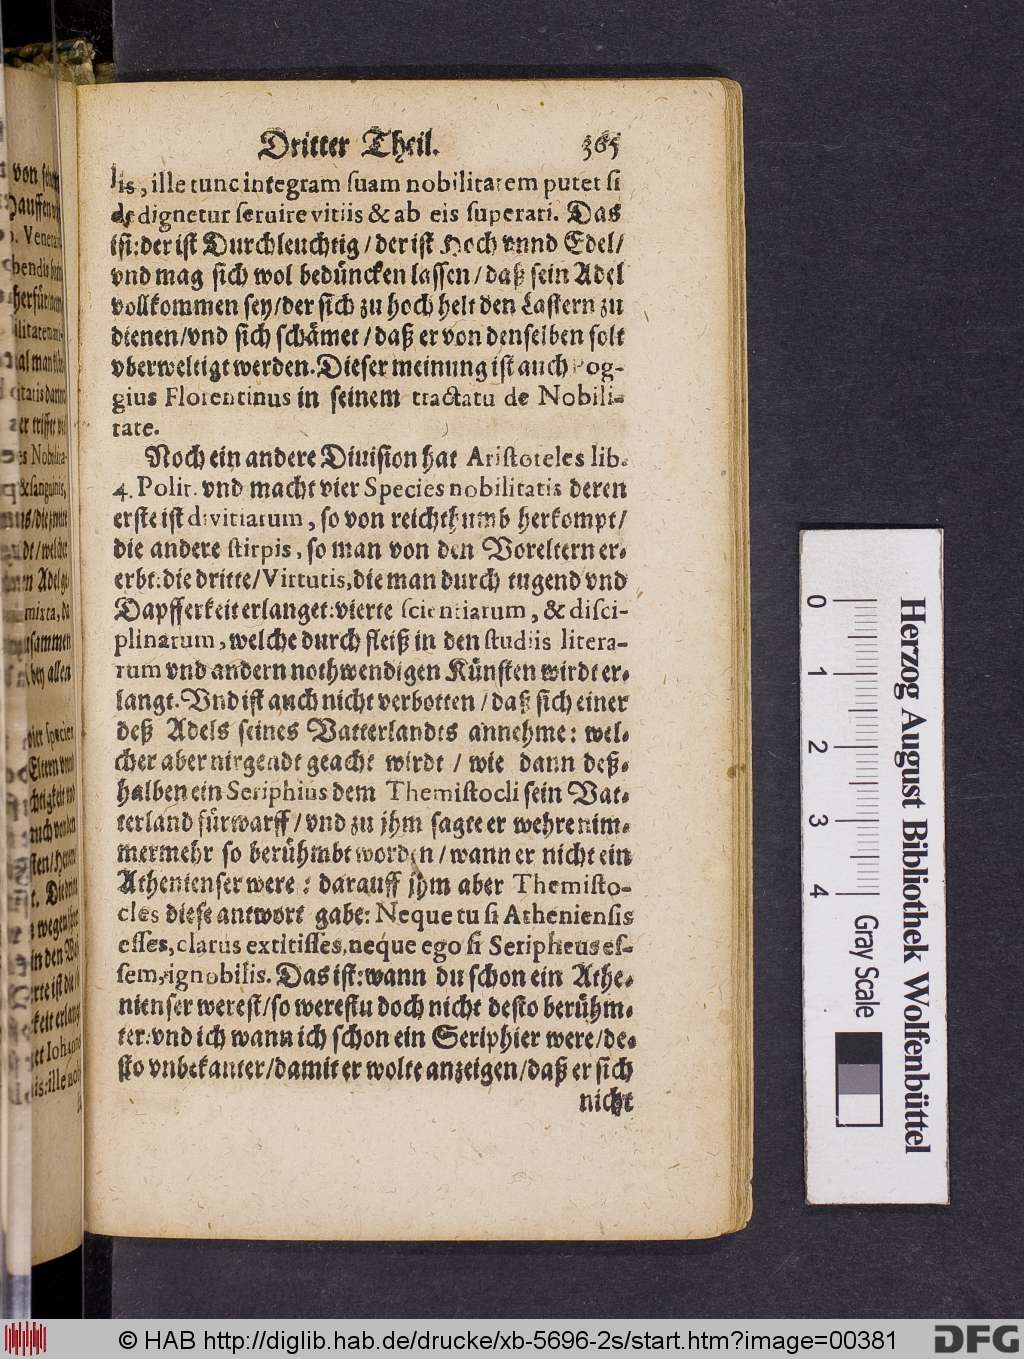 Dritter Theil. 365
lis, ille tunc integram suam nobilitatem putet si
dedignetur seruire vitiis & ab eis superari. Das
ist: der ist Durchleuchtig / der ist Hoch vnnd Edel /
vnd mag sich wol bedüncken lassen / daß sein Adel
vollkommen sey / der sich zu hoch helt den Lastern zu
dienen / vnd sich schämet / daß er von denselben solt
vberweltigt werden. Dieser meinung ist auch Pog-
gius Florentinus in seinem tractatu de Nobili-
tate.
Noch ein andere Diuision hat Aristoteles lib.
4. Polit. vnd macht vier Species nobilitatis deren
erste ist divitiarum, so von reichthumb herkompt /
die andere stirpis, so man von den Voreltern er-
erbt: die dritte / Virtutis, die man durch tugend vnd
Dapfferkeit erlanget: vierte scientiarum, & disci-
plinarum, welche durch fleiß in den studiis litera-
rum vnd andern nothwendigen Künsten wirdt er-
langt. Vnd ist auch nicht verbotten / daß sich einer
deß Adels seines Vatterlandts annehme: wel-
cher aber nirgendt geacht wirdt / wie dann deß-
halben ein Seriphius dem Themistocli sein Vat-
terland fürwarff / vnd zu jhm sagte er wehre nim-
mermehr so berühmbt worden / wann er nicht ein
Athenienser were: darauff jhm aber Themisto-
cles diese antwort gabe: Neque tu si Atheniensis
esses, clarus extitisses, neque ego si Seripheus es-
sem, ignobilis. Das ist: wann du schon ein Athe-
nienser werest / so werestu doch nicht desto berühm-
ter: vnd ich wann ich schon ein Seriphier were / de-
sto vnbekanter / damit er wolte anzeigen / daß er sich
nicht
0 1 2 3 4
Herzog August Bibliothek Wolfenbüttel
Gray Scale
© HAB http://diglib.hab.de/drucke/xb-5696-2s/start.htm?image=00381
DFG